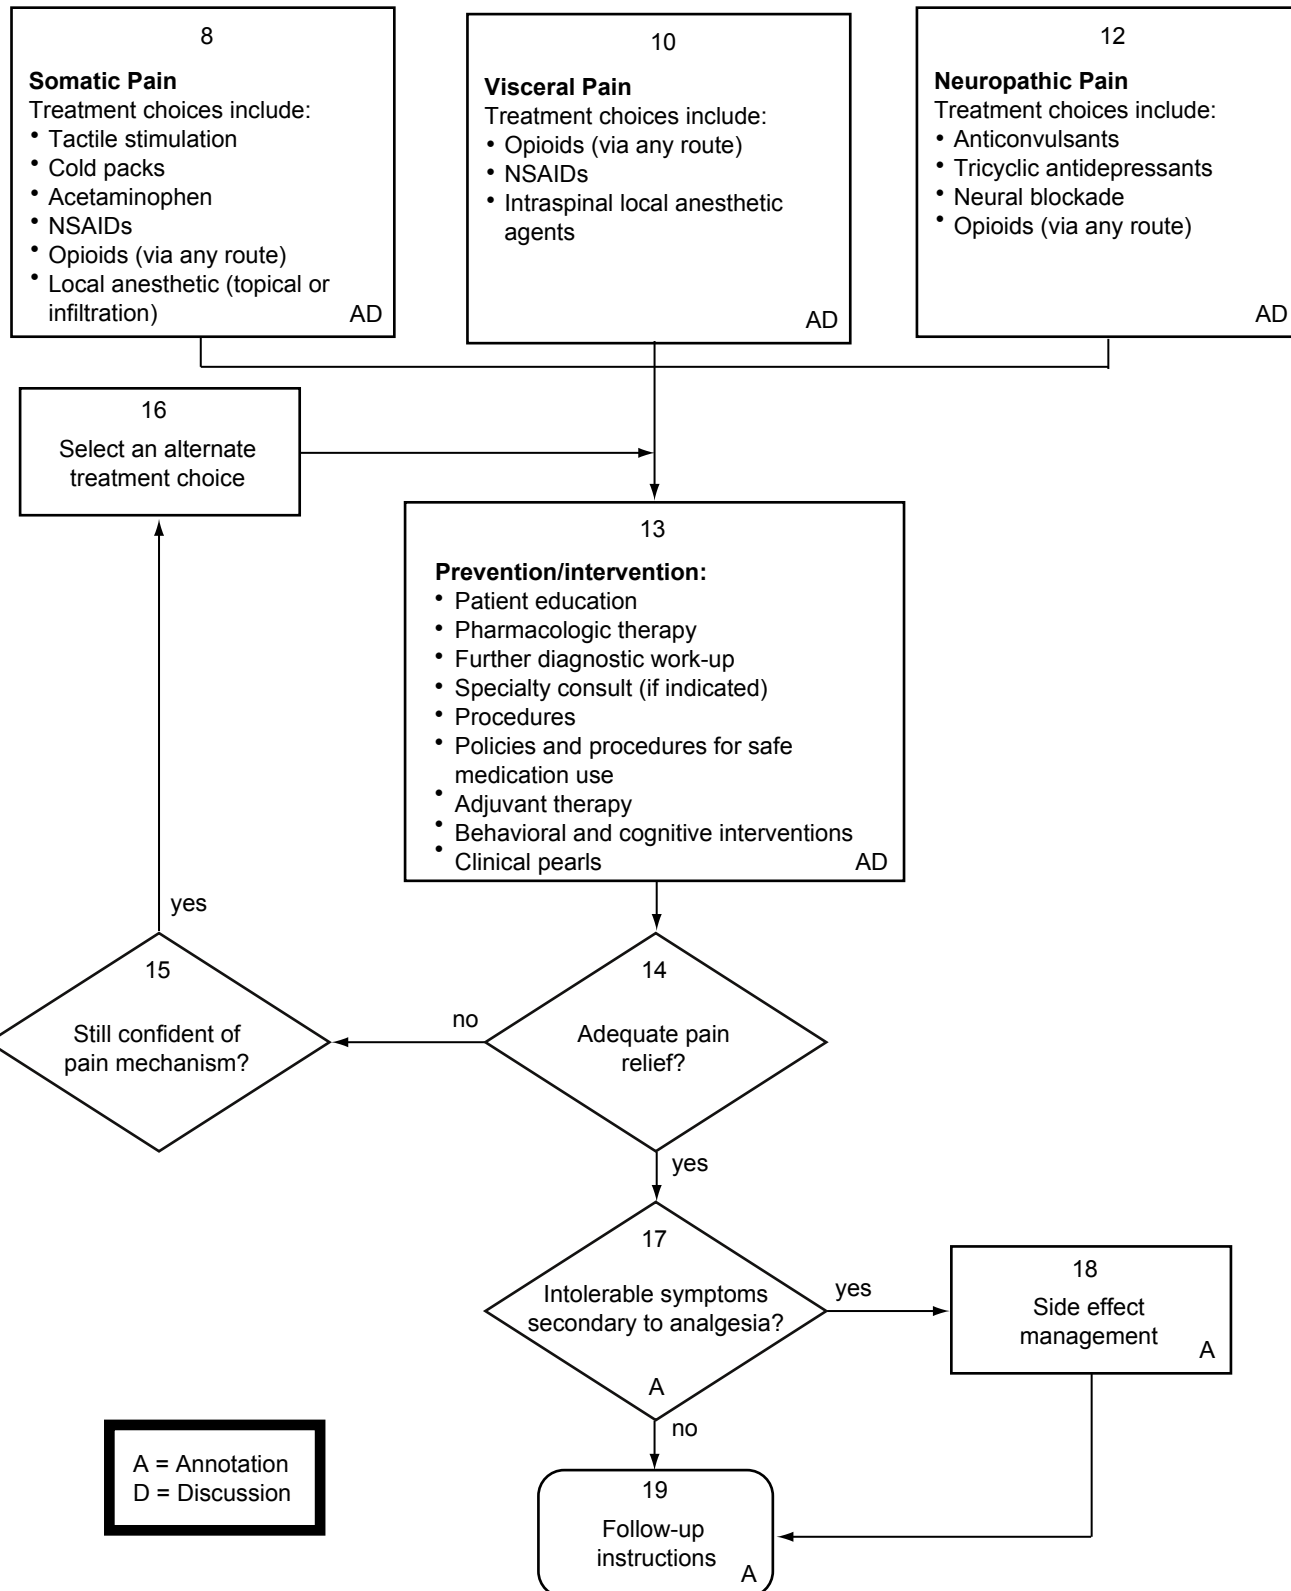 8
Somatic Pain
Treatment choices include:
• Tactile stimulation
• Cold packs
• Acetaminophen
• NSAIDs
• Opioids (via any route)
• Local anesthetic (topical or
infiltration)
AD
10
Visceral Pain
Treatment choices include:
• Opioids (via any route)
• NSAIDs
• Intraspinal local anesthetic
agents
AD
12
Neuropathic Pain
Treatment choices include:
• Anticonvulsants
• Tricyclic antidepressants
• Neural blockade
• Opioids (via any route)
AD
16
Select an alternate
treatment choice
13
Prevention/intervention:
• Patient education
• Pharmacologic therapy
• Further diagnostic work-up
• Specialty consult (if indicated)
• Procedures
• Policies and procedures for safe
medication use
• Adjuvant therapy
• Behavioral and cognitive interventions
• Clinical pearls
AD
yes
15
Still confident of
pain mechanism?
no
14
Adequate pain
relief?
yes
17
Intolerable symptoms
secondary to analgesia?
A
yes
18
Side effect
management
A
no
19
Follow-up
instructions
A
A = Annotation
D = Discussion